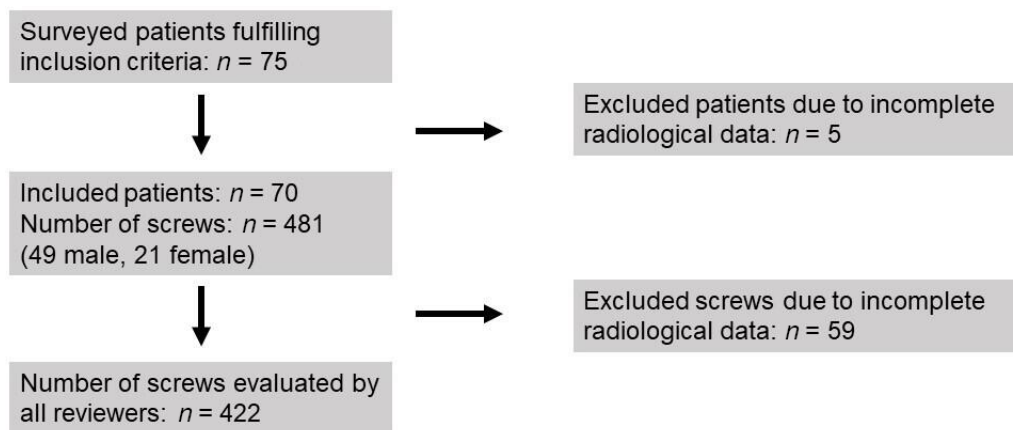 Surveyed patients fulfilling
inclusion criteria: n = 75
Excluded patients due to incomplete
radiological data: n = 5
Included patients: n = 70
Number of screws: n = 481
(49 male, 21 female)
Excluded screws due to incomplete
radiological data: n = 59
Number of screws evaluated by
all reviewers: n = 422